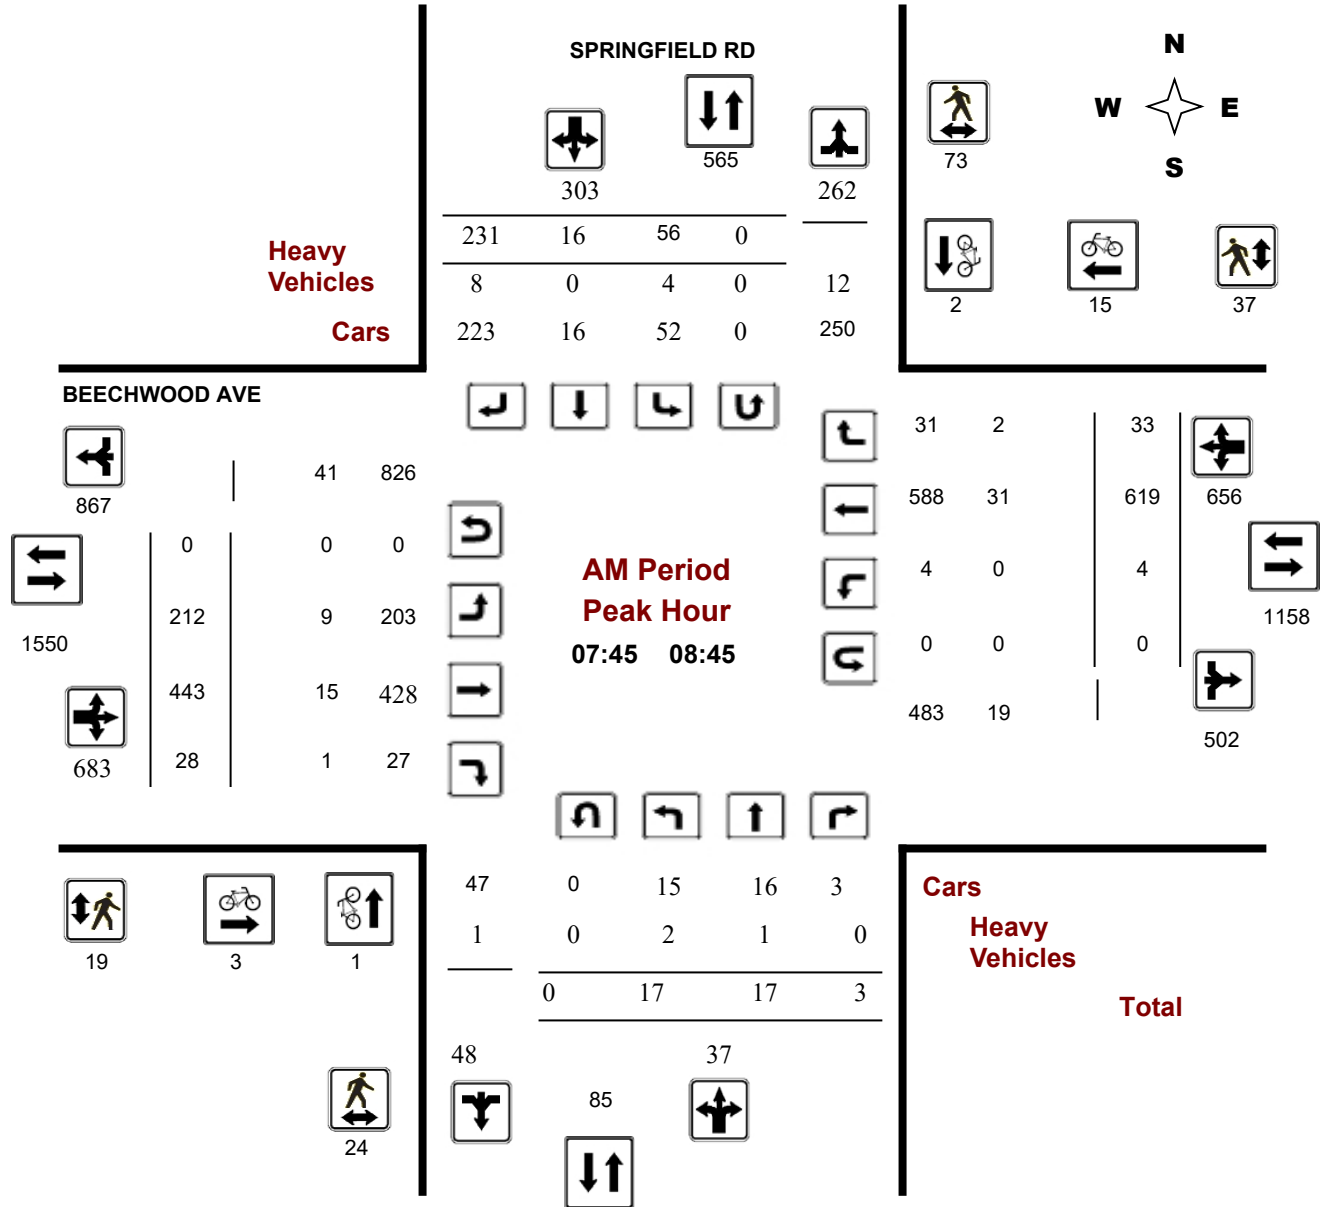 SPRINGFIELD RD
N
W E
S
565
303
262
73
231 16 56 0
Heavy
Vehicles
8 0 4 0 12
Cars
223 16 52 0 250
2 15 37
BEECHWOOD AVE
867
41 826
31 2 33
588 31 619 656
0 0 0
AM Period
Peak Hour
07:45 08:45
4 0 4
212 9 203
1550
1158
0 0 0
443 15 428
483 19
502
683
28 1 27
47 0 15 16 3
1 0 2 1 0
0 17 17 3
Cars
Heavy
Vehicles
Total
19 3 1
48 37
85
24